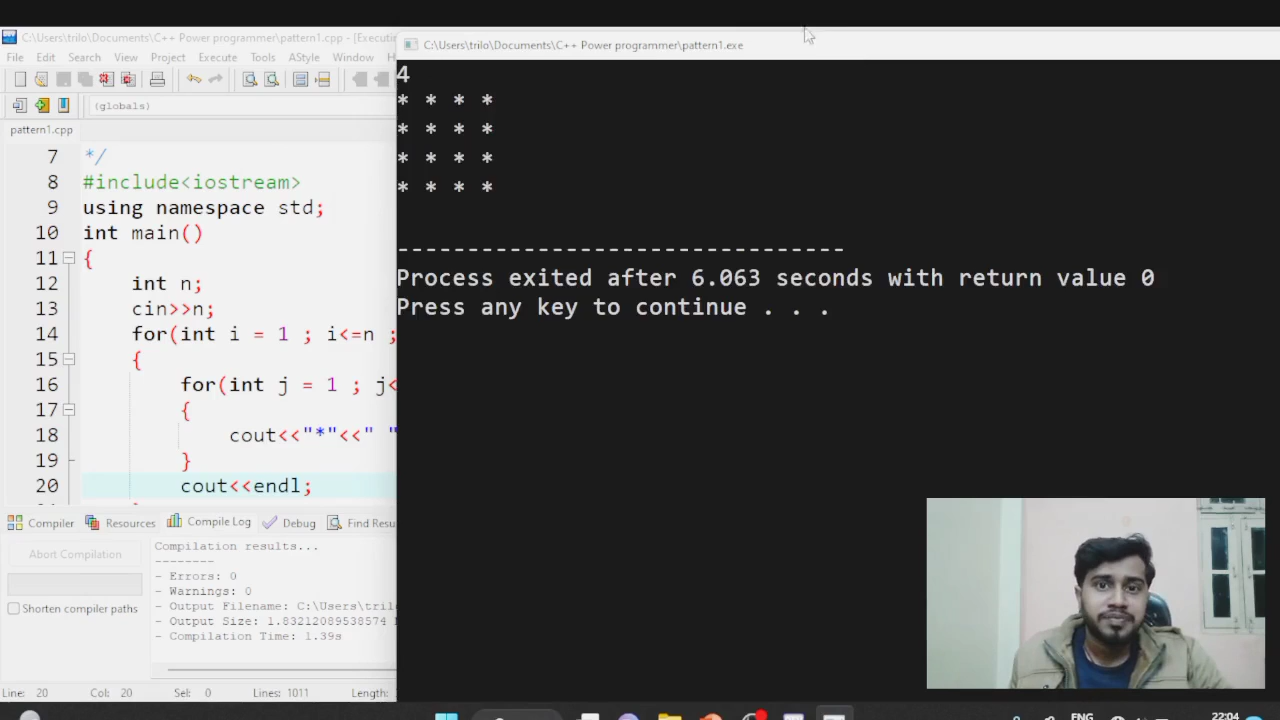 C:\Users\trilo\Documents\C++ Power programmer\pattern1.cpp - [Executi
File Edit Search View Project Execute Tools AStyle Window H
(globals)
pattern1.cpp
7 */
8 #include<iostream>
9 using namespace std;
10 int main()
11 {
12 int n;
13 cin>>n;
14 for(int i = 1 ; i<=n ;
15 {
16 for(int j = 1 ; j<
17 {
18 cout<<"*"<<" "
19 }
20 cout<<endl;
Compiler Resources Compile Log Debug Find Resu
Abort Compilation
Shorten compiler paths
Compilation results...
--------
- Errors: 0
- Warnings: 0
- Output Filename: C:\Users\trilo
- Output Size: 1.83212089538574 M
- Compilation Time: 1.39s
Line: 20 Col: 20 Sel: 0 Lines: 1011 Length:
C:\Users\trilo\Documents\C++ Power programmer\pattern1.exe
4
* * * *
* * * *
* * * *
* * * *
--------------------------------
Process exited after 6.063 seconds with return value 0
Press any key to continue . . .
ENG
22:04